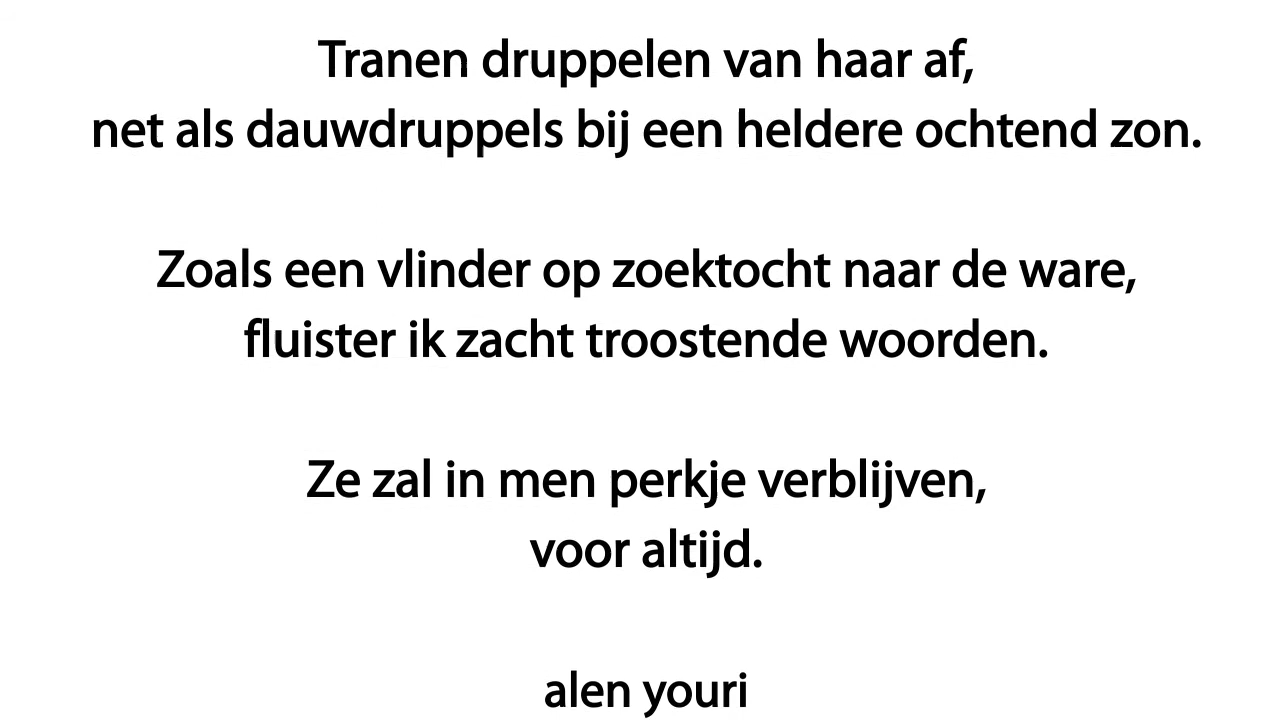 Tranen druppelen van haar af,
net als dauwdruppels bij een heldere ochtend zon.
Zoals een vlinder op zoektocht naar de ware,
fluister ik zacht troostende woorden.
Ze zal in men perkje verblijven,
voor altijd.
alen youri